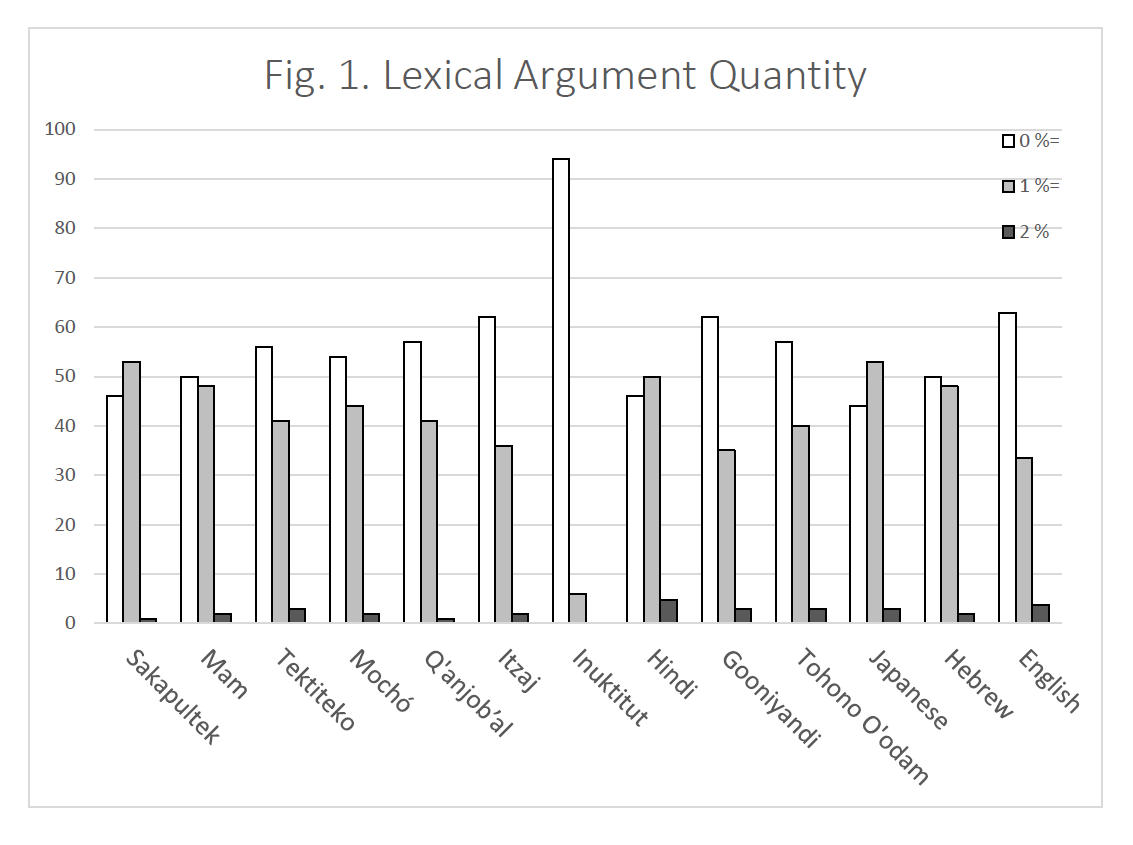 Fig. 1. Lexical Argument Quantity
100
90
80
70
60
50
40
30
20
10
0
0 %=
1 %=
2 %
Sakapultek
Mam
Tektiteko
Mochó
Q'anjob’al
Itzaj
Inuktitut
Hindi
Gooniyandi
Tohono O'odam
Japanese
Hebrew
English